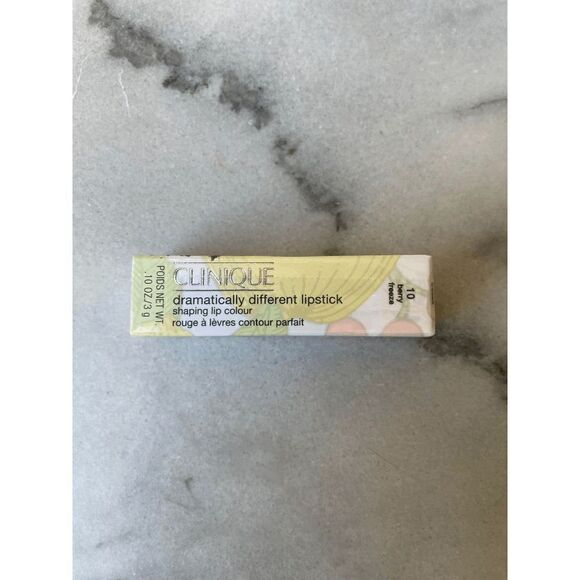 CLINIQUE
dramatically different lipstick
shaping lip colour
rouge à lèvres contour parfait
POIDS NET WT.
.10 OZ/3 g
10
berry
freeze